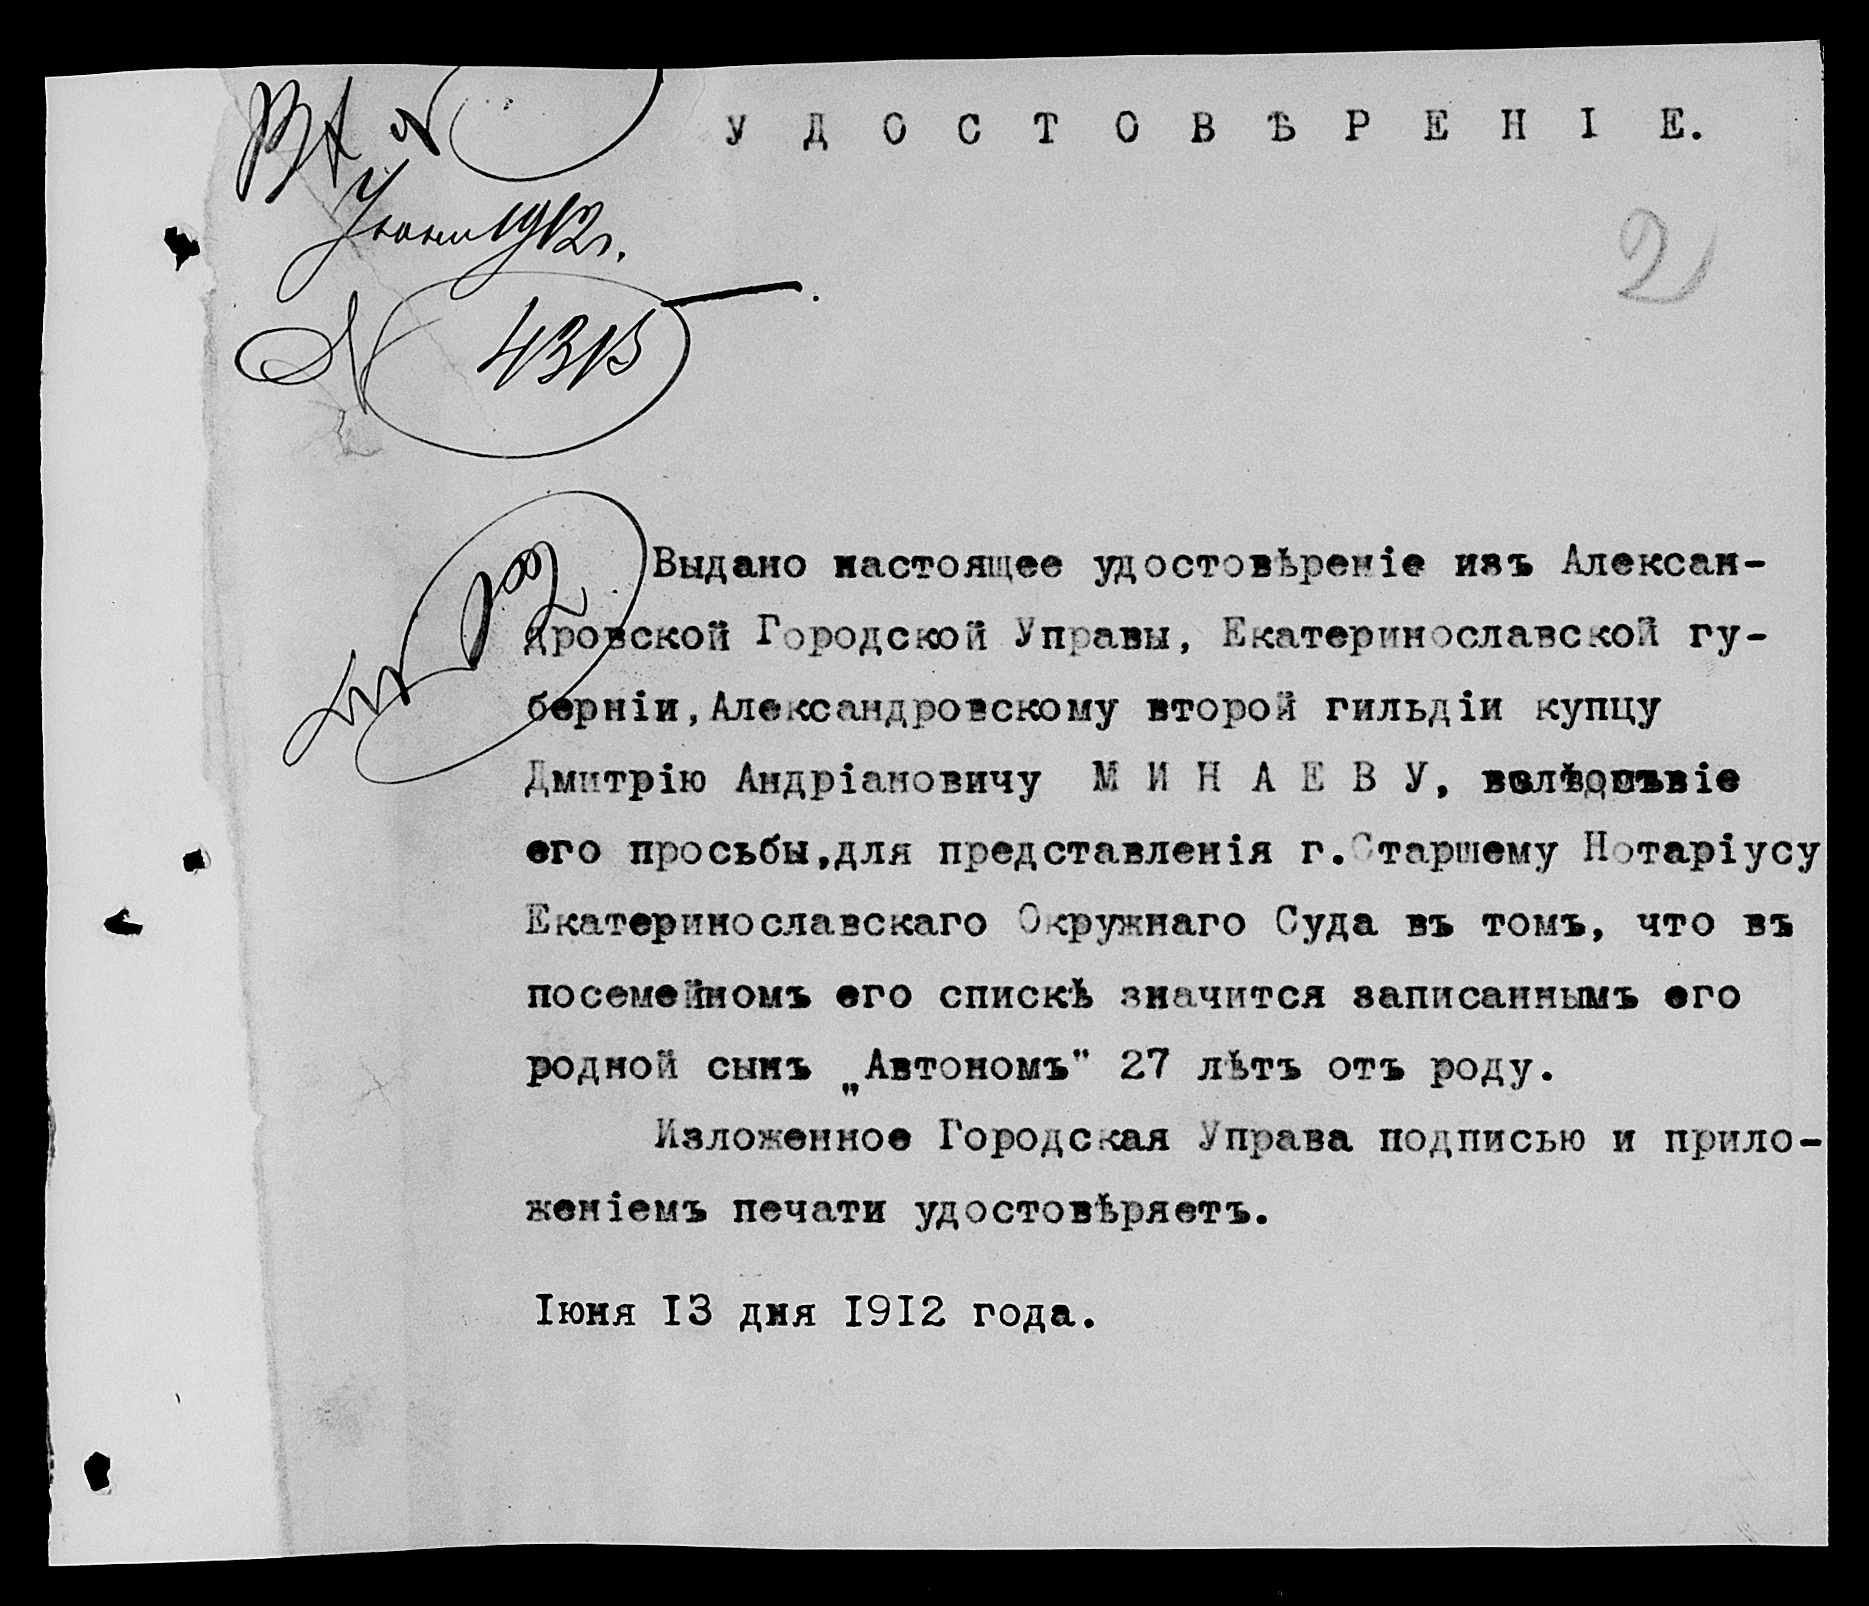 У Д О С Т О В Ѣ Р Е Н І Е.
Іюня 1912 г.
2
№ 4315
Выдано настоящее удостовѣреніе изъ Алексан-
дровской Городской Управы, Екатеринославской гу-
берніи, Александровскому второй гильдіи купцу
Дмитрію Андріановичу М И Н А Е В У, вслѣдствіе
его просьбы, для представленія г. Старшему Нотаріусу
Екатеринославскаго Окружнаго Суда въ томъ, что въ
посемейномъ его спискѣ значится записаннымъ его
родной сынъ „Автономъ" 27 лѣтъ отъ роду.
Изложенное Городская Управа подписью и прило-
женіемъ печати удостовѣряетъ.
Іюня 13 дня 1912 года.